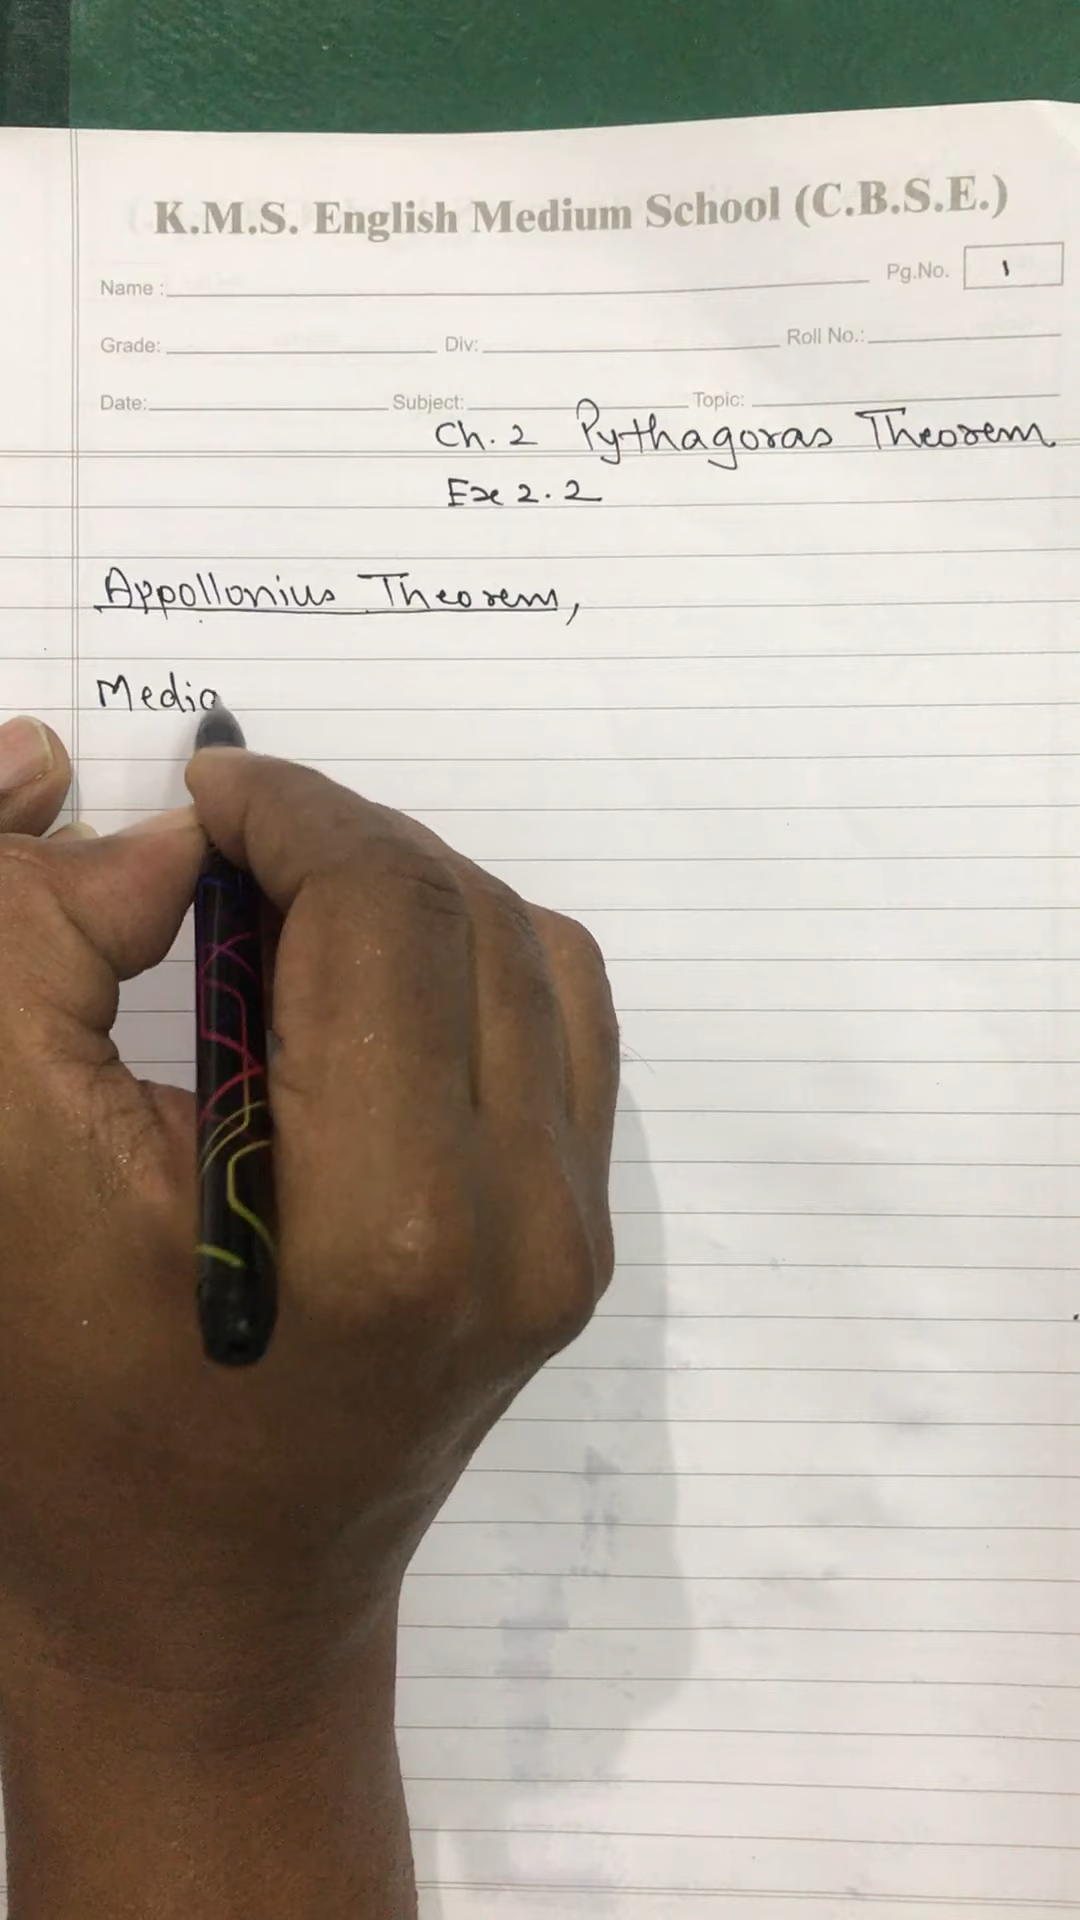 K.M.S. English Medium School (C.B.S.E.)
Name : Pg.No. 1
Grade: Div: Roll No.:
Date: Subject: Topic:
Ch. 2 Pythagoras Theorem
Ex 2.2
Appollonius Theorem,
Media